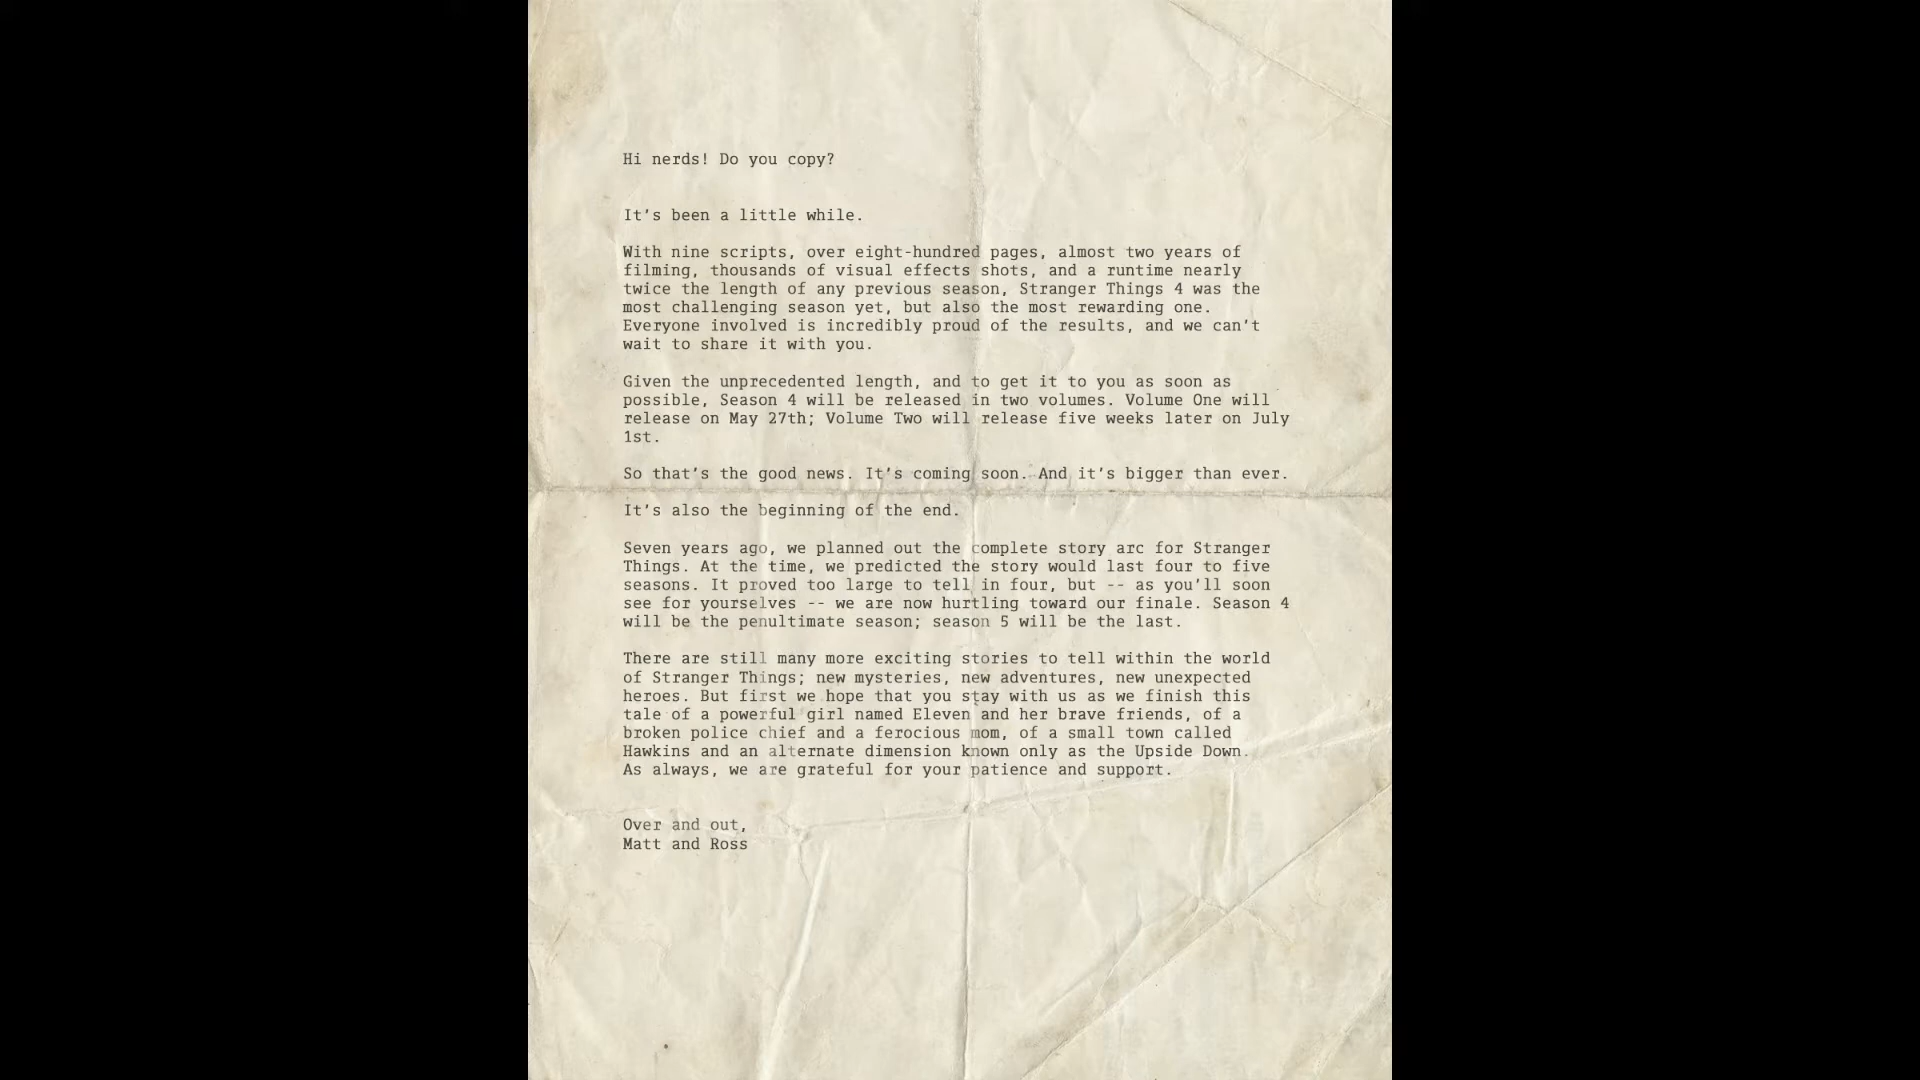 Hi nerds! Do you copy?
It's been a little while.
With nine scripts, over eight-hundred pages, almost two years of
filming, thousands of visual effects shots, and a runtime nearly
twice the length of any previous season, Stranger Things 4 was the
most challenging season yet, but also the most rewarding one.
Everyone involved is incredibly proud of the results, and we can't
wait to share it with you.
Given the unprecedented length, and to get it to you as soon as
possible, Season 4 will be released in two volumes. Volume One will
release on May 27th; Volume Two will release five weeks later on July
1st.
So that's the good news. It's coming soon. And it's bigger than ever.
It's also the beginning of the end.
Seven years ago, we planned out the complete story arc for Stranger
Things. At the time, we predicted the story would last four to five
seasons. It proved too large to tell in four, but -- as you'll soon
see for yourselves -- we are now hurtling toward our finale. Season 4
will be the penultimate season; season 5 will be the last.
There are still many more exciting stories to tell within the world
of Stranger Things; new mysteries, new adventures, new unexpected
heroes. But first we hope that you stay with us as we finish this
tale of a powerful girl named Eleven and her brave friends, of a
broken police chief and a ferocious mom, of a small town called
Hawkins and an alternate dimension known only as the Upside Down.
As always, we are grateful for your patience and support.
Over and out,
Matt and Ross